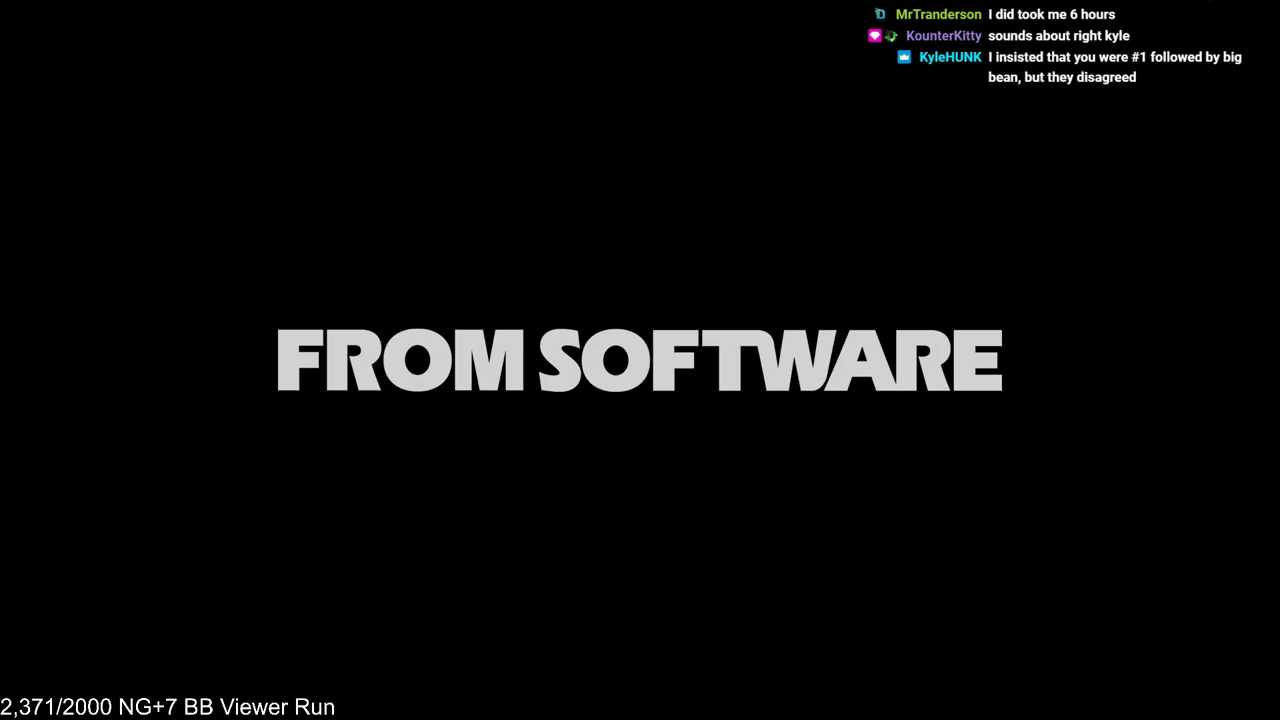 MrTranderson I did took me 6 hours
KounterKitty sounds about right kyle
KyleHUNK I insisted that you were #1 followed by big
bean, but they disagreed
FROM SOFTWARE
2,371/2000 NG+7 BB Viewer Run